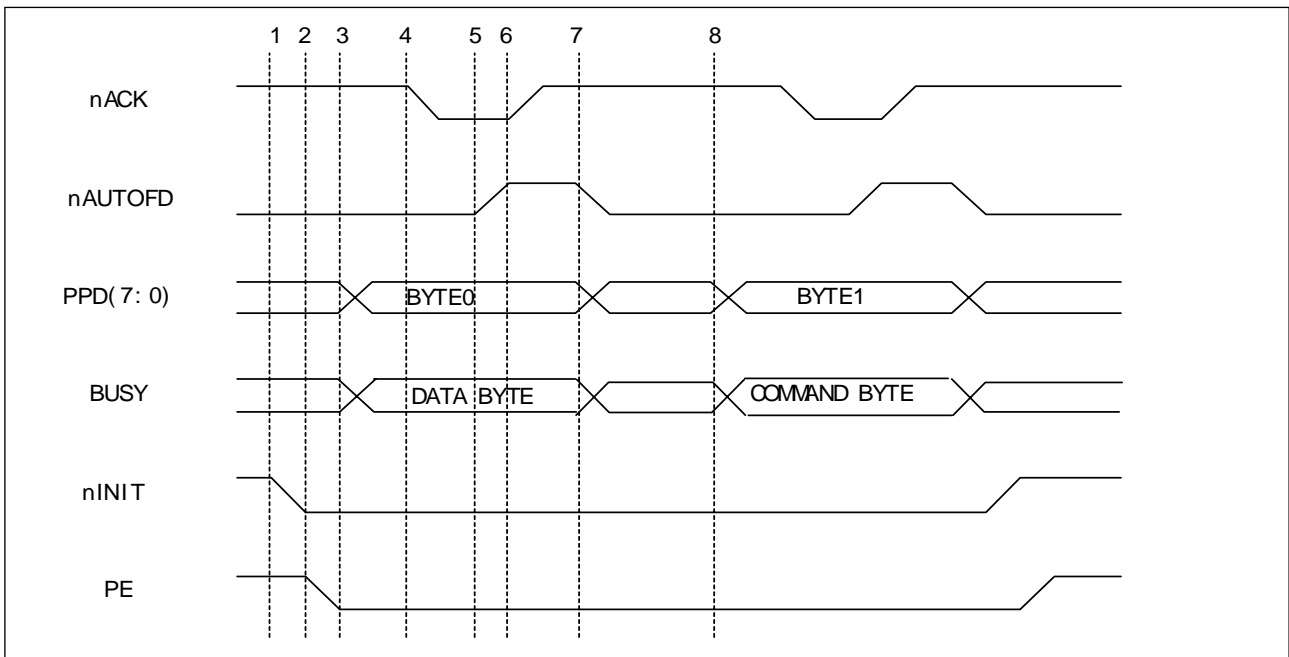 1 2 3 4 5 6 7 8
nACK
nAUTOFD
PPD(7:0) BYTE0 BYTE1
BUSY DATA BYTE COMMAND BYTE
nINIT
PE